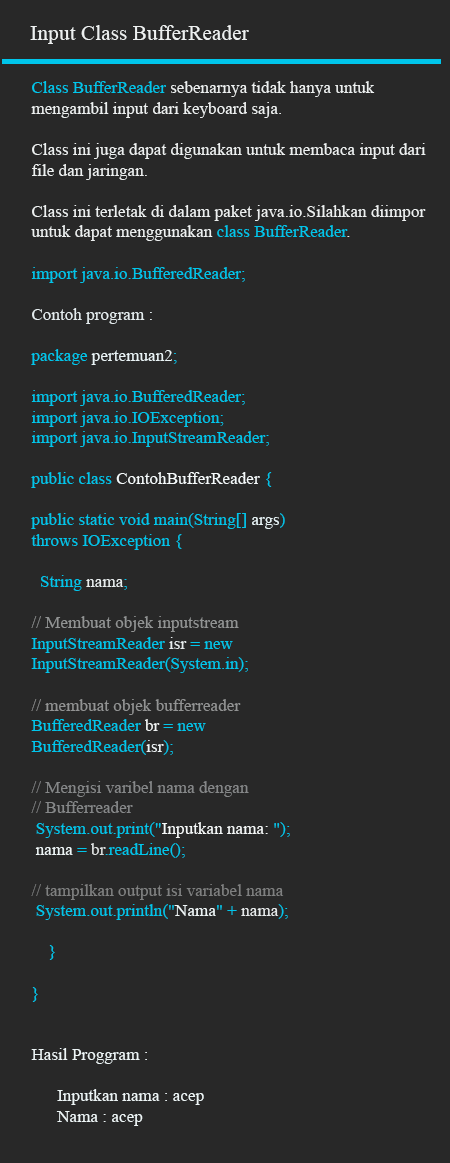 Input Class BufferReader
Class BufferReader sebenarnya tidak hanya untuk
mengambil input dari keyboard saja.
Class ini juga dapat digunakan untuk membaca input dari
file dan jaringan.
Class ini terletak di dalam paket java.io.Silahkan diimpor
untuk dapat menggunakan class BufferReader.
import java.io.BufferedReader;
Contoh program :
package pertemuan2;
import java.io.BufferedReader;
import java.io.IOException;
import java.io.InputStreamReader;
public class ContohBufferReader {
public static void main(String[] args)
throws IOException {
String nama;
// Membuat objek inputstream
InputStreamReader isr = new
InputStreamReader(System.in);
// membuat objek bufferreader
BufferedReader br = new
BufferedReader(isr);
// Mengisi varibel nama dengan
// Bufferreader
System.out.print("Inputkan nama: ");
nama = br.readLine();
// tampilkan output isi variabel nama
System.out.println("Nama" + nama);
}
}
Hasil Proggram :
Inputkan nama : acep
Nama : acep